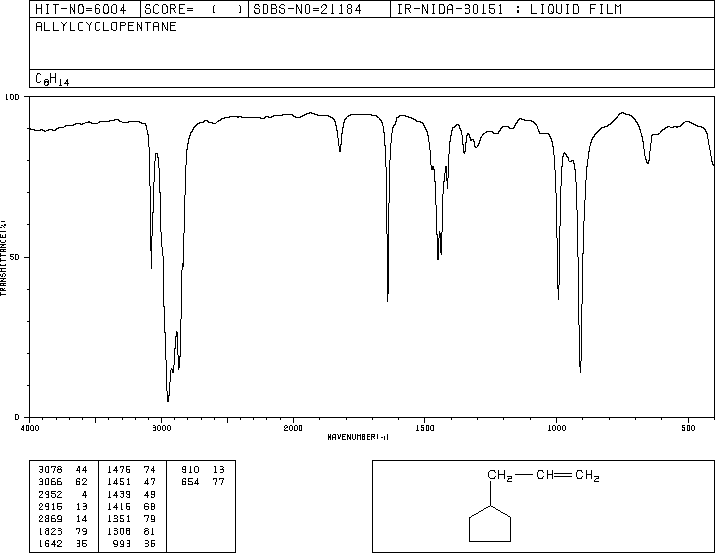 HIT-NO=6004 SCORE= ( ) SDBS-NO=21184 IR-NIDA-30151 : LIQUID FILM
ALLYLCYCLOPENTANE
C8H14
100
50
0
TRANSMITTANCE(%)
4000 3000 2000 1500 1000 500
WAVENUMBER(-1)
3078 44 1476 74 910 13
3066 62 1451 47 654 77
2952 4 1439 49
2915 13 1416 68
2869 14 1351 79
1823 79 1308 81
1642 35 993 35
CH2—CH=CH2